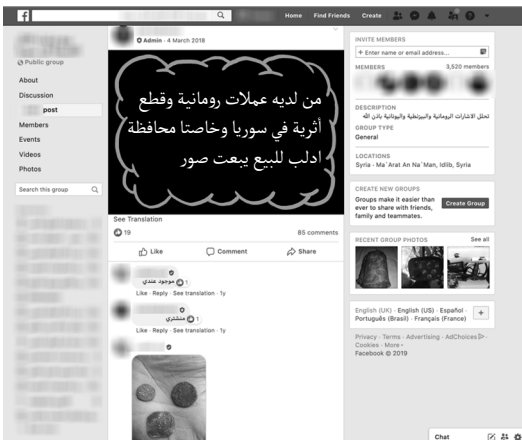 f
Home Find Friends Create
Public group
About
Discussion
post
Members
Events
Videos
Photos
Search this group
Admin · 4 March 2018
من لديه عملات رومانية وقطع
أثرية في سوريا وخاصتا محافظة
ادلب للبيع يبعت صور
See Translation
19
85 comments
Like Comment Share
موجود عندي
1
Like · Reply · See translation · 1y
منشتري
1
Like · Reply · See translation · 1y
INVITE MEMBERS
+ Enter name or email address...
MEMBERS 3,520 members
DESCRIPTION
تحلل الاشارات الرومانية والبيزنطية واليونانية باذن الله
GROUP TYPE
General
LOCATIONS
Syria · Ma`Arat An Na`Man, Idlib, Syria
CREATE NEW GROUPS
Groups make it easier than
ever to share with friends,
family and teammates.
Create Group
RECENT GROUP PHOTOS See all
English (UK) · English (US) · Español ·
Português (Brasil) · Français (France)
+
Privacy · Terms · Advertising · AdChoices ·
Cookies · More
Facebook © 2019
Chat